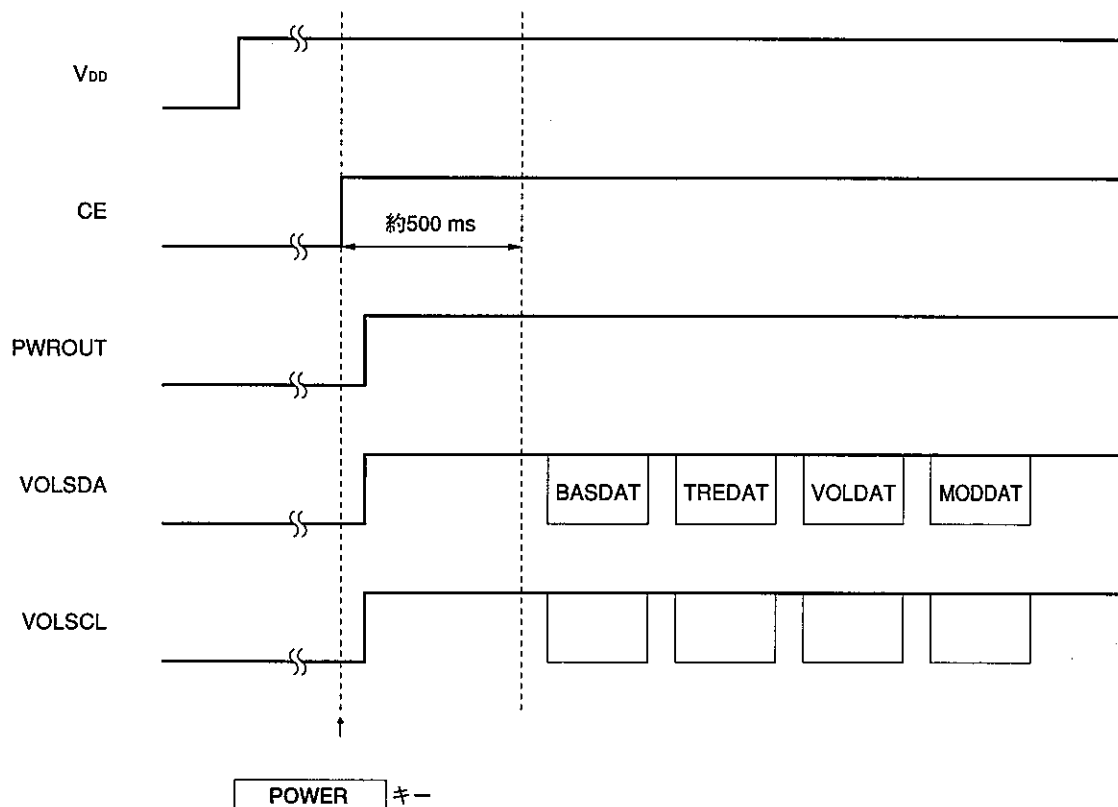 VDD
CE
約500 ms
PWROUT
VOLSDA
BASDAT TREDAT VOLDAT MODDAT
VOLSCL
POWER キー